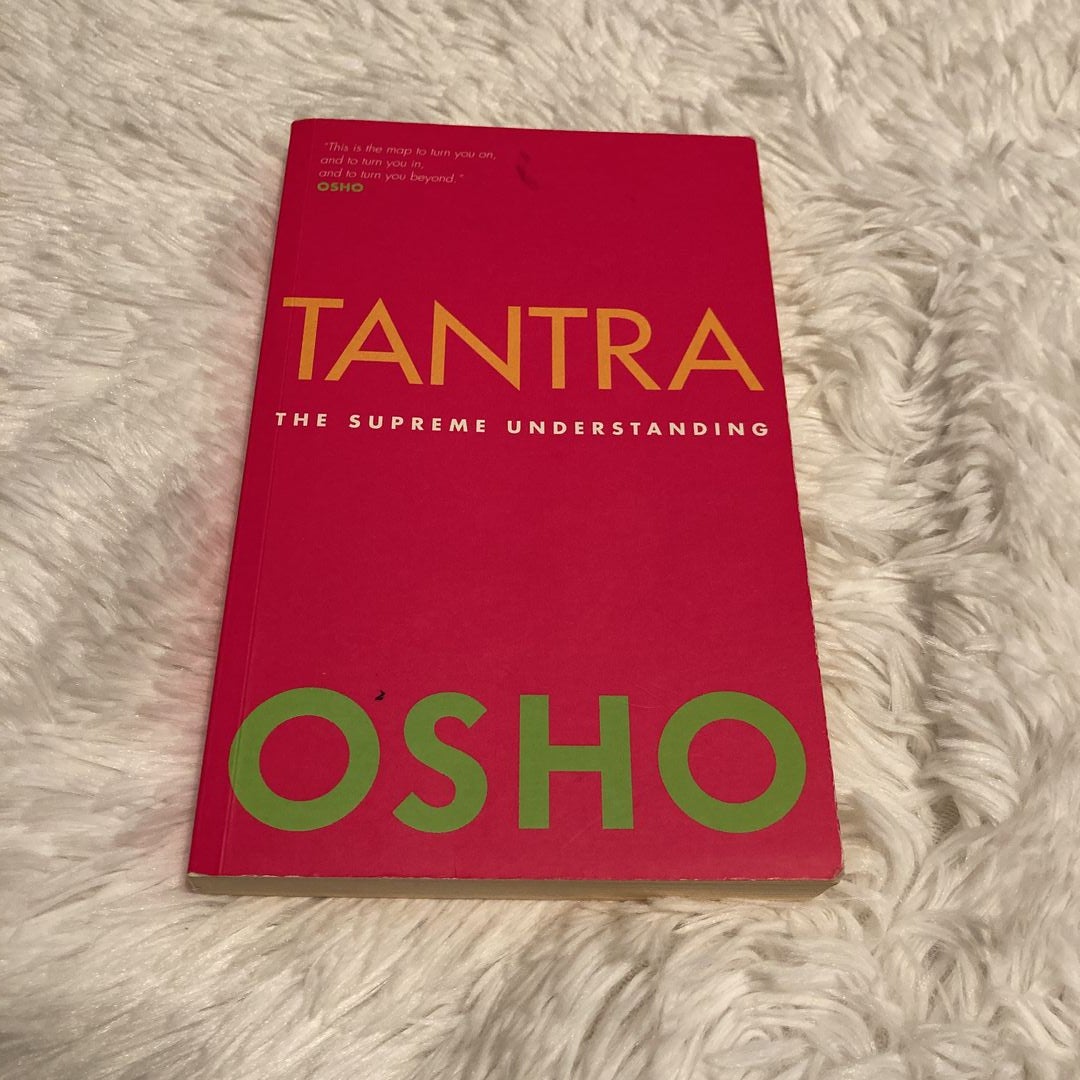 "This is the map to turn you on,
and to turn you in,
and to turn you beyond."
OSHO
TANTRA
THE SUPREME UNDERSTANDING
OSHO